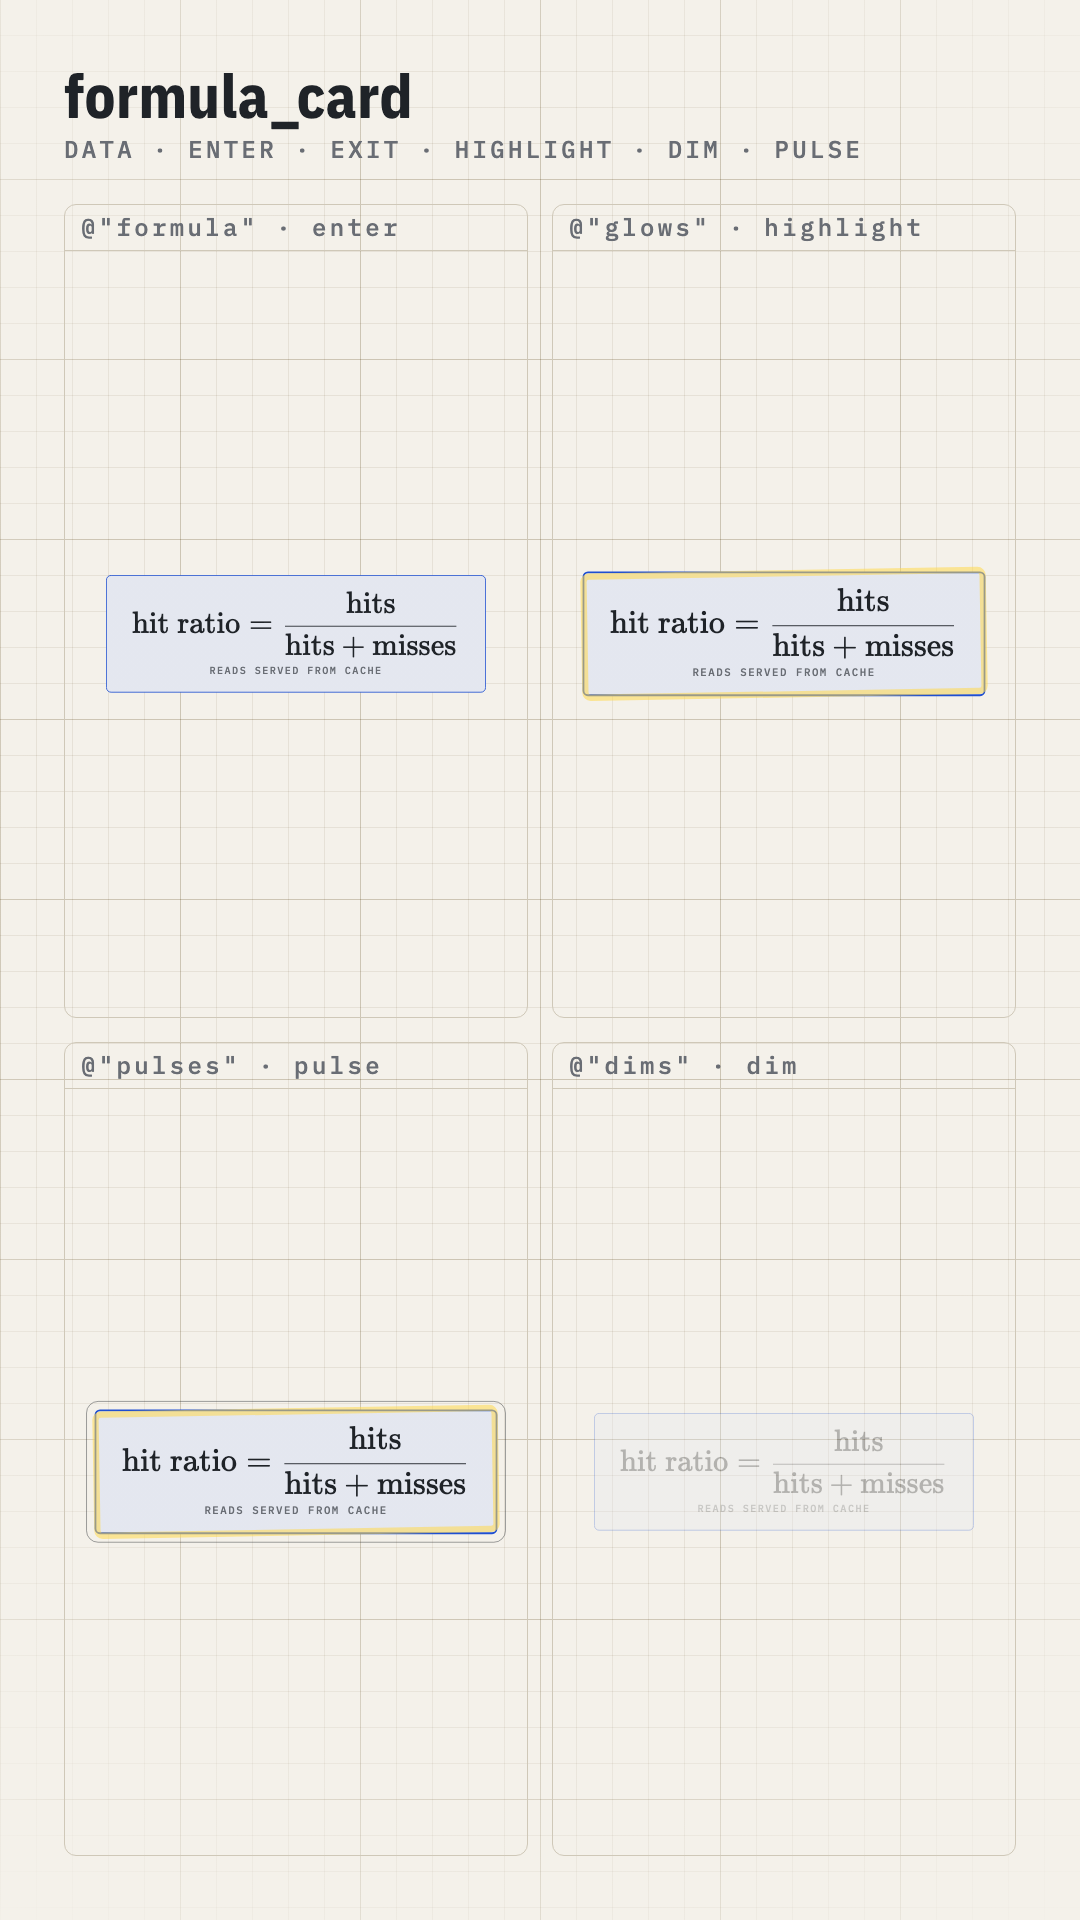 formula_card
DATA · ENTER · EXIT · HIGHLIGHT · DIM · PULSE
@"formula" · enter
hit ratio = hits / hits + misses
READS SERVED FROM CACHE
@"glows" · highlight
hit ratio = hits / hits + misses
READS SERVED FROM CACHE
@"pulses" · pulse
hit ratio = hits / hits + misses
READS SERVED FROM CACHE
@"dims" · dim
hit ratio = hits / hits + misses
READS SERVED FROM CACHE